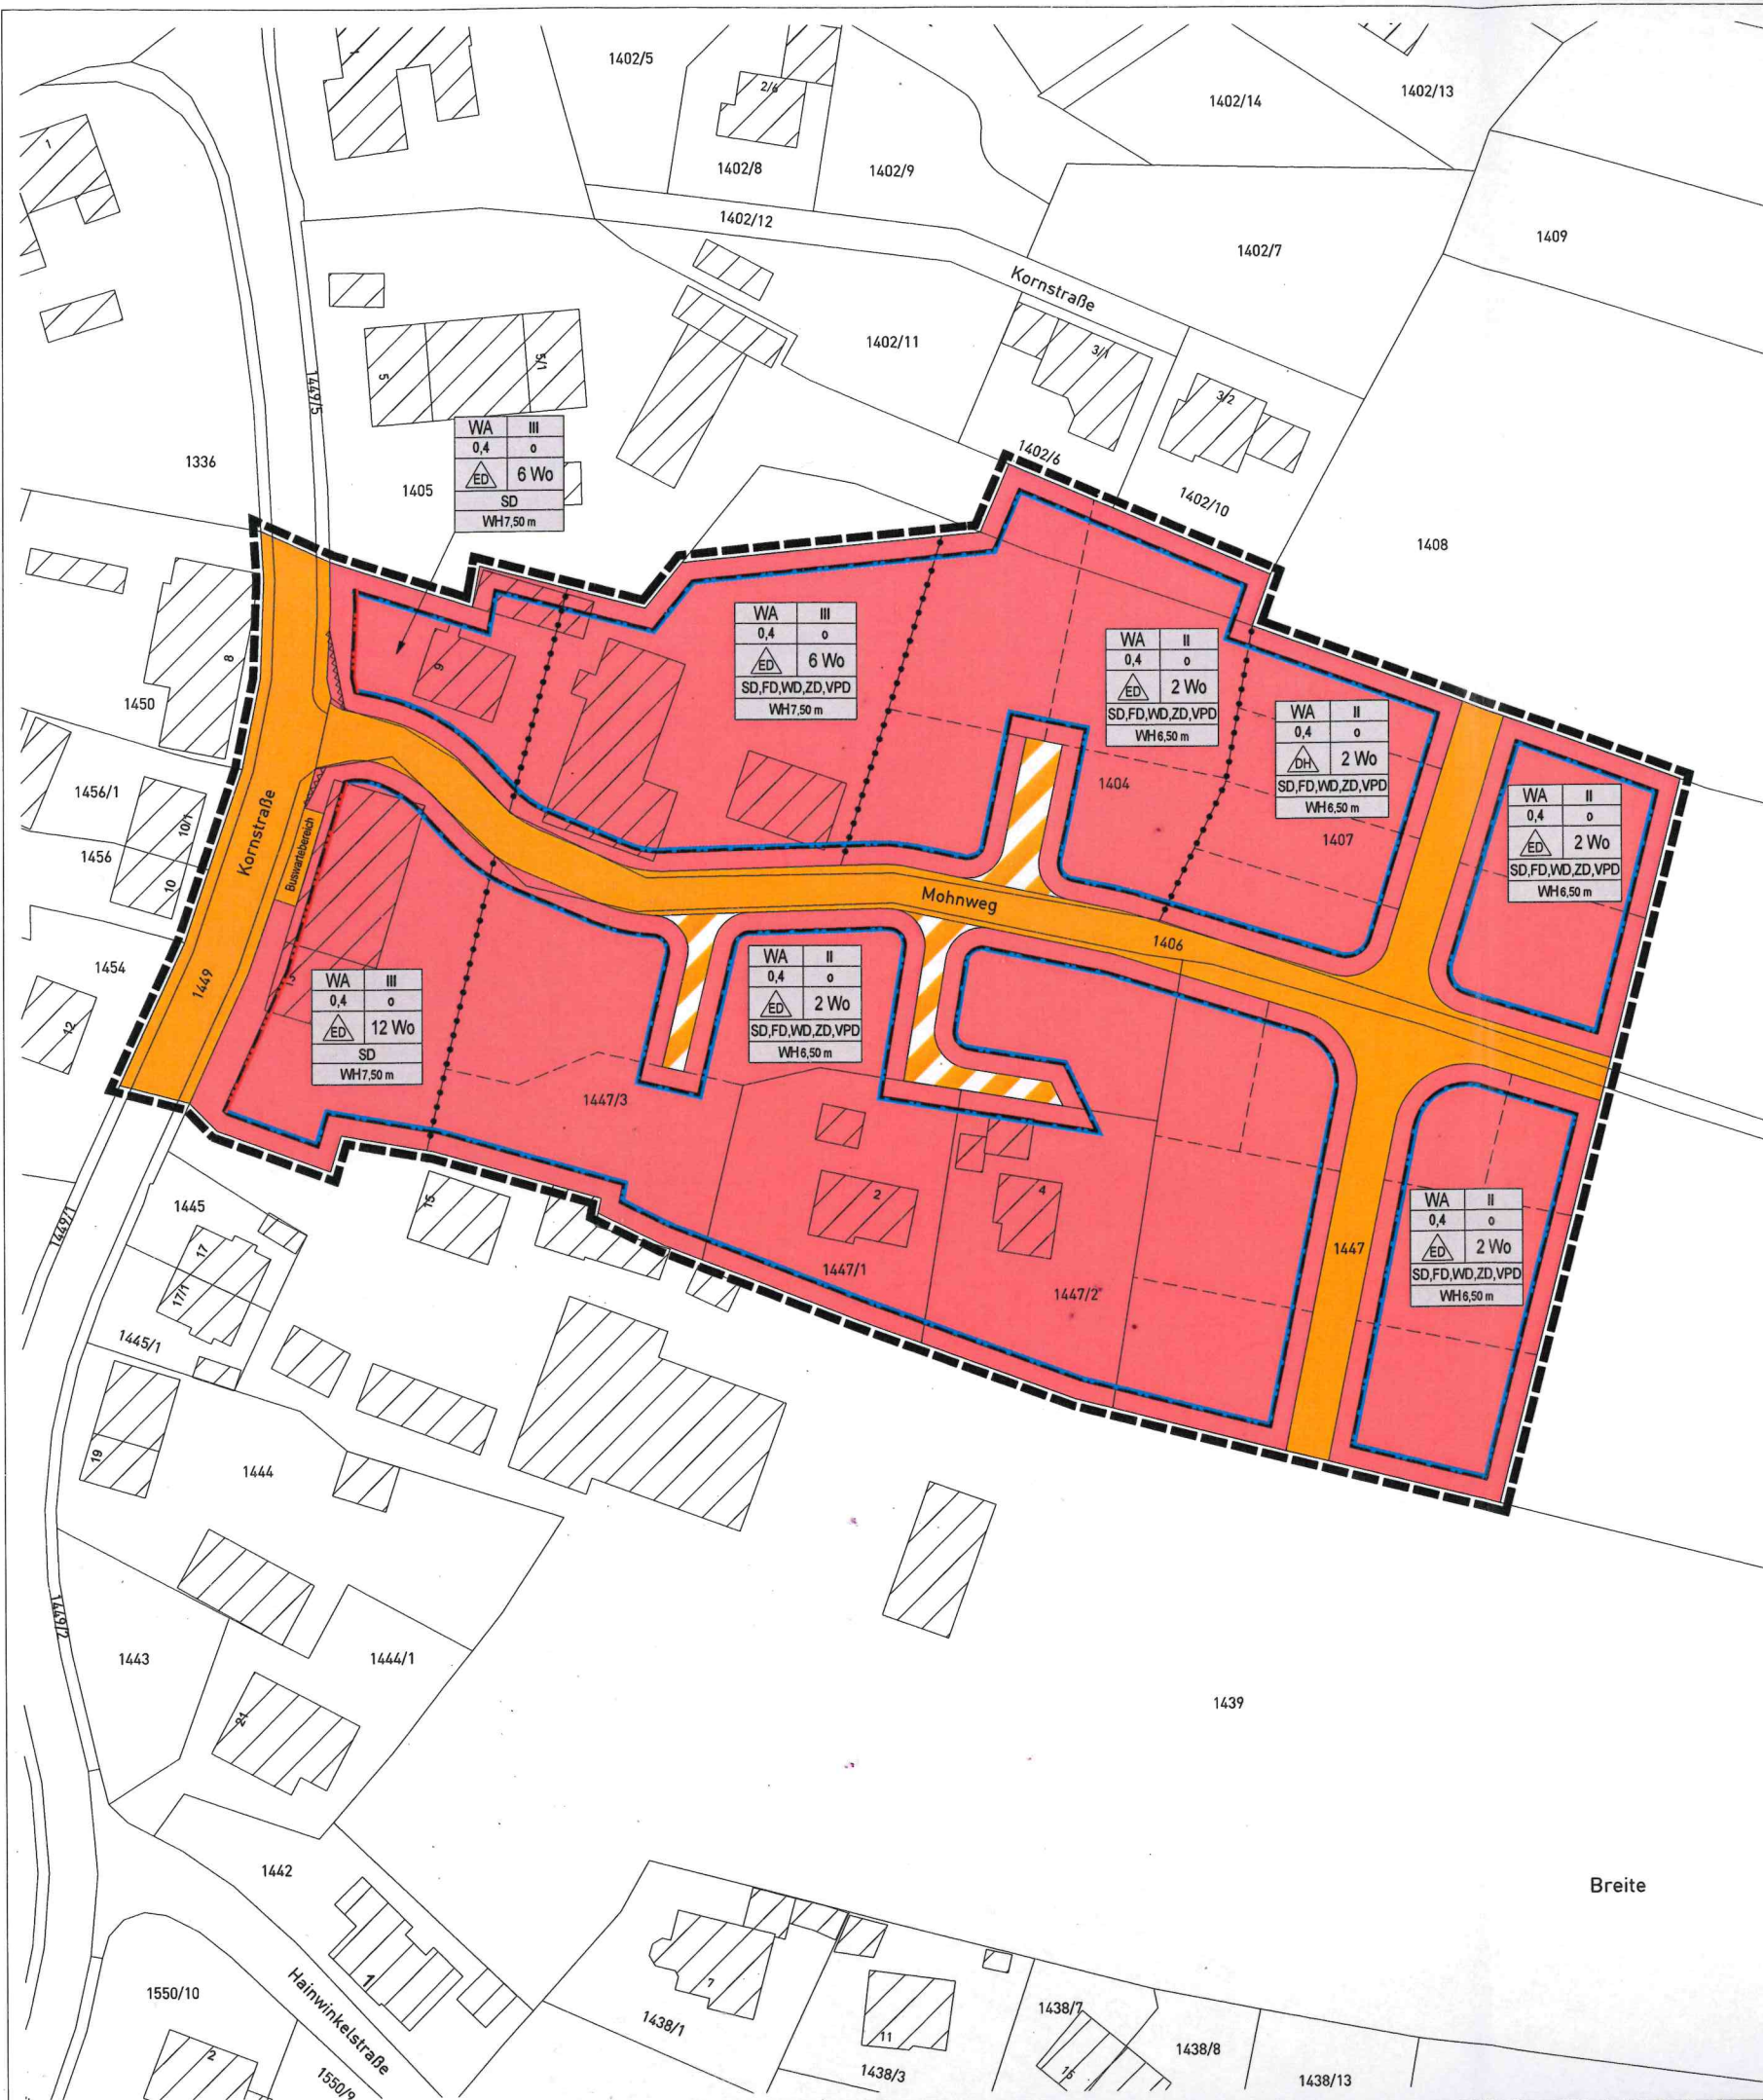 1402/5
2/6
1402/14
1402/13
1
1402/8
1402/9
1402/12
1409
1402/7
Kornstraße
1402/11
3/1
3/2
5
5/1
1449/5
1336
1405
WA III
0,4 o
ED 6 Wo
SD
WH7,50 m
1402/6
1402/10
1408
8
1450
WA III
0,4 o
ED 6 Wo
SD,FD,WD,ZD,VPD
WH7,50 m
WA II
0,4 o
ED 2 Wo
SD,FD,WD,ZD,VPD
WH6,50 m
WA II
0,4 o
DH 2 Wo
SD,FD,WD,ZD,VPD
WH6,50 m
1404
1407
WA II
0,4 o
ED 2 Wo
SD,FD,WD,ZD,VPD
WH6,50 m
1456/1
10/1
1456
10
Kornstraße
Buswartebereich
Mohnweg
1406
1454
1449
12
13
WA III
0,4 o
ED 12 Wo
SD
WH7,50 m
WA II
0,4 o
ED 2 Wo
SD,FD,WD,ZD,VPD
WH6,50 m
1447/3
2
4
1447/1
1447/2
1447
WA II
0,4 o
ED 2 Wo
SD,FD,WD,ZD,VPD
WH6,50 m
1449/1
1445
15
17
17/1
1445/1
19
1444
1449/2
1443
1444/1
21
1439
1442
Breite
1
Hainwinkelstraße
1550/10
2
1550/9
7
1438/1
11
1438/3
1438/7
15
1438/8
1438/13